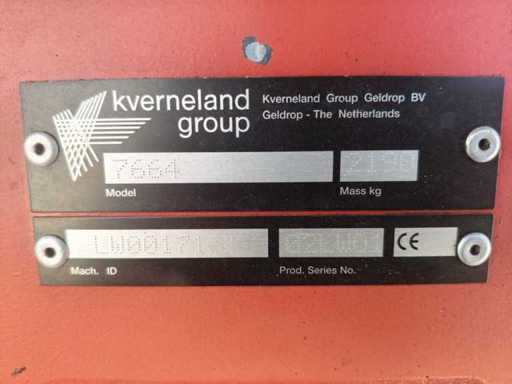 kverneland
group
Kverneland Group Geldrop BV
Geldrop - The Netherlands
7664
2190
Model
Mass kg
LW00171
CE
Mach. ID
Prod. Series No.